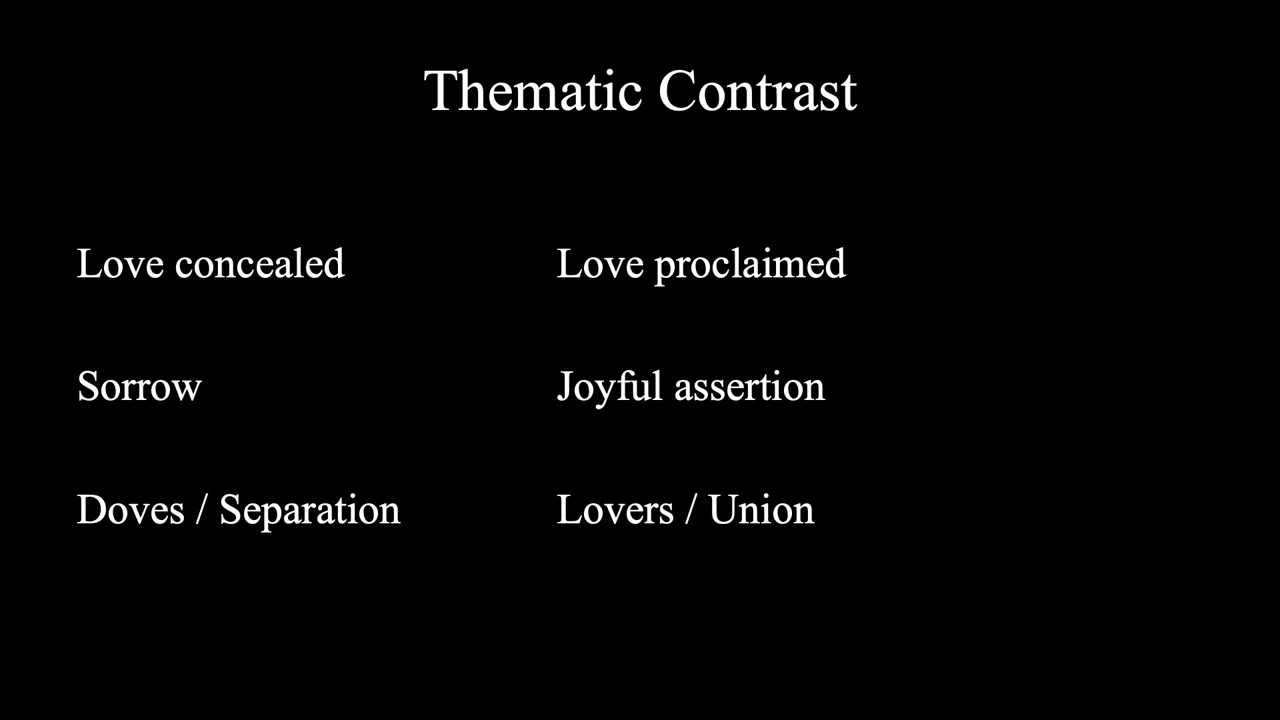 Thematic Contrast
Love concealed Love proclaimed
Sorrow Joyful assertion
Doves / Separation Lovers / Union